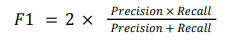 F1 = 2 × Precision × Recall / Precision + Recall